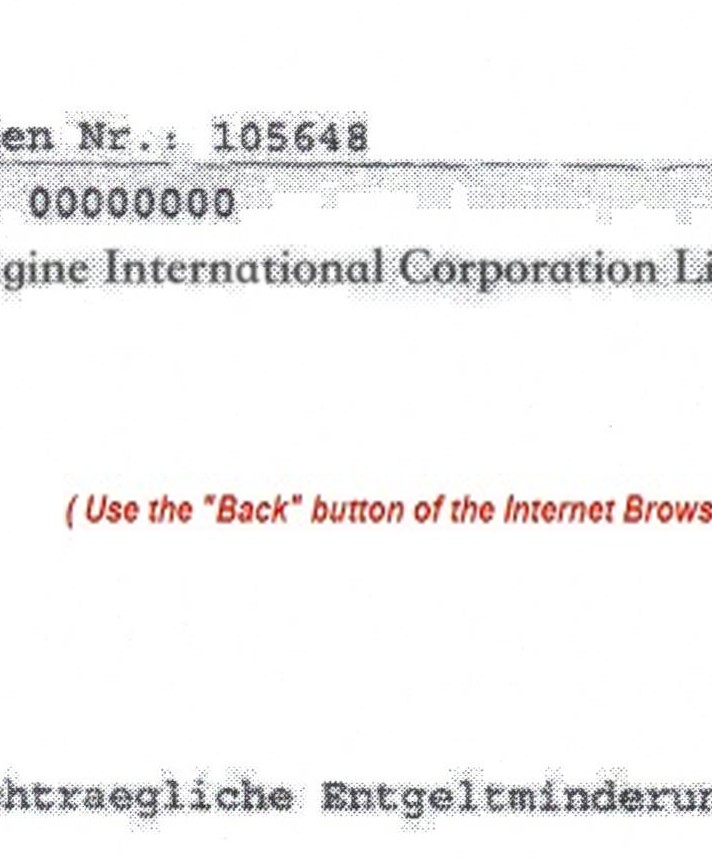 en Nr.: 105648
00000000
gine International Corporation Li
( Use the "Back" button of the Internet Brows
htraegliche Entgeltminderun